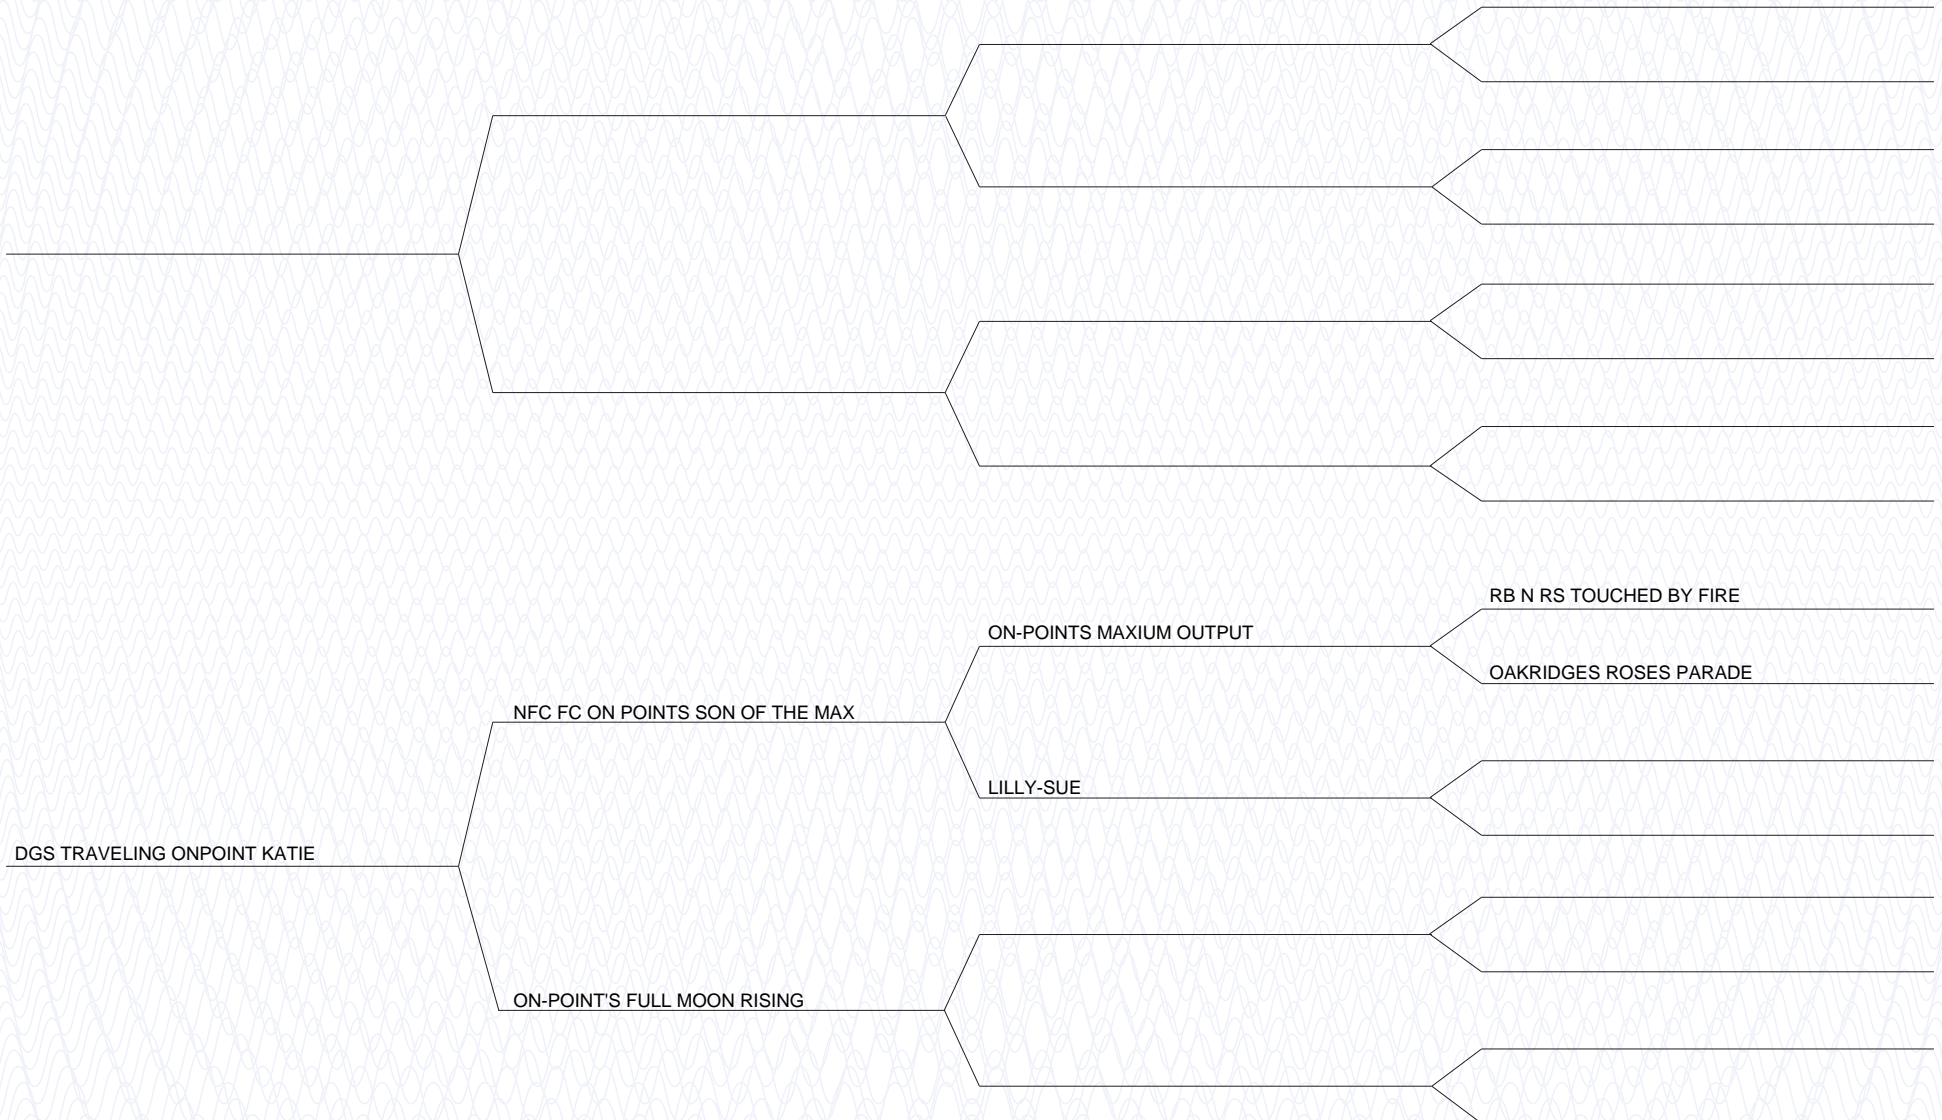 RB N RS TOUCHED BY FIRE
ON-POINTS MAXIUM OUTPUT
OAKRIDGES ROSES PARADE
NFC FC ON POINTS SON OF THE MAX
LILLY-SUE
DGS TRAVELING ONPOINT KATIE
ON-POINT'S FULL MOON RISING